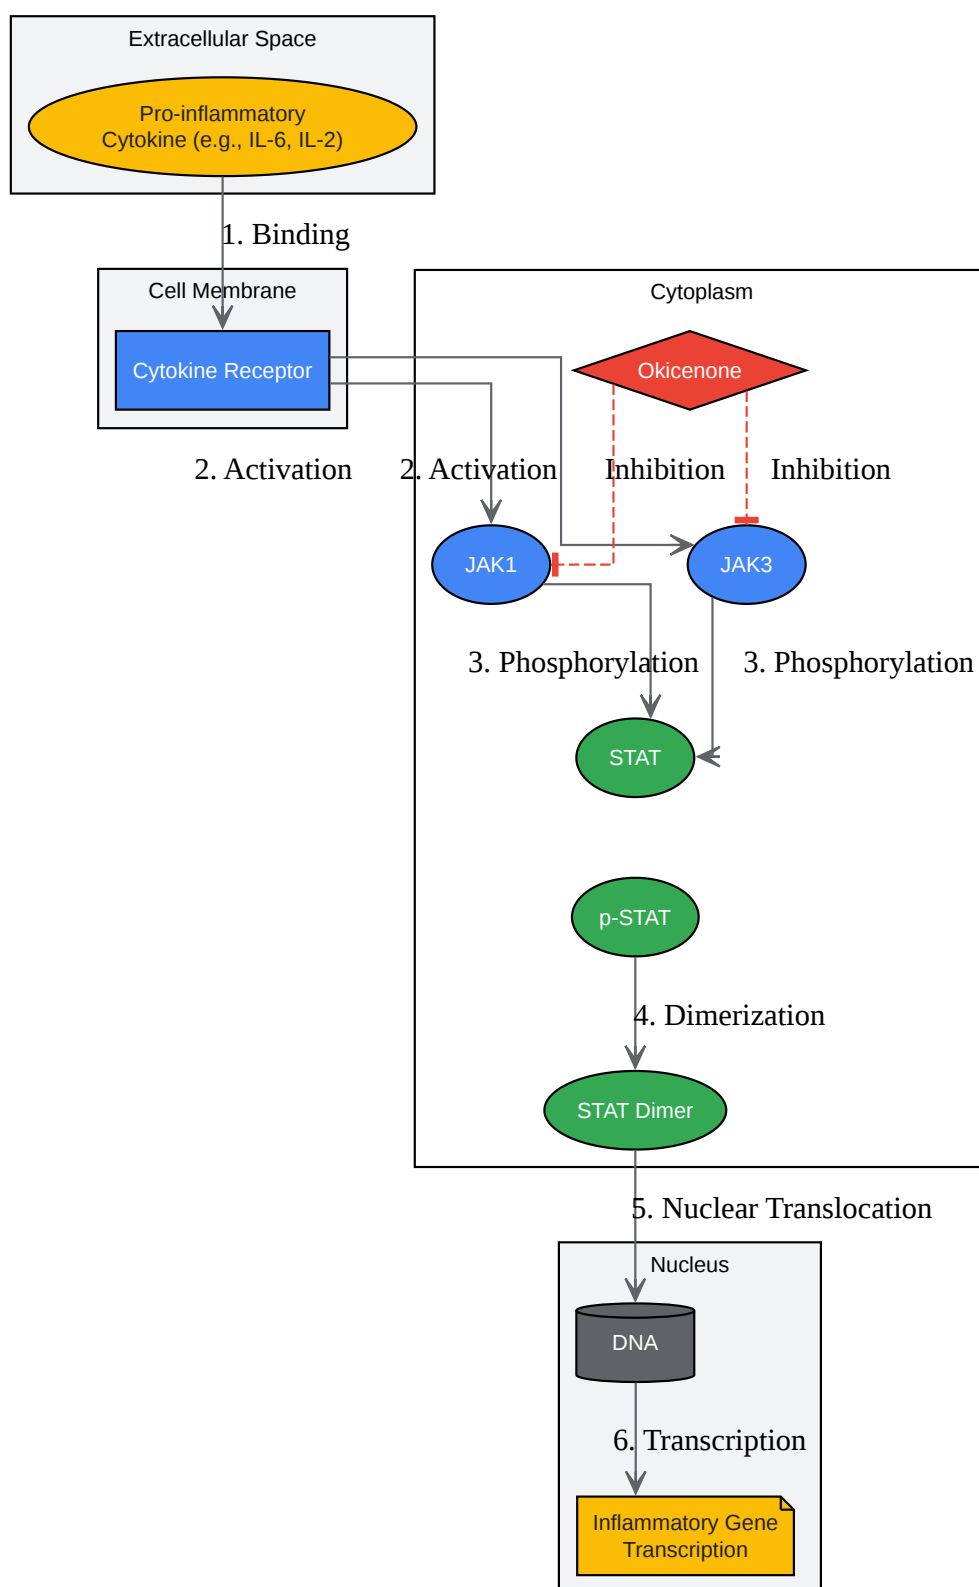 Extracellular Space
Pro-inflammatory
Cytokine (e.g., IL-6, IL-2)
1. Binding
Cell Membrane
Cytoplasm
Cytokine Receptor
Okicenone
2. Activation
2. Activation
Inhibition
Inhibition
JAK1
JAK3
3. Phosphorylation
3. Phosphorylation
STAT
p-STAT
4. Dimerization
STAT Dimer
5. Nuclear Translocation
Nucleus
DNA
6. Transcription
Inflammatory Gene
Transcription